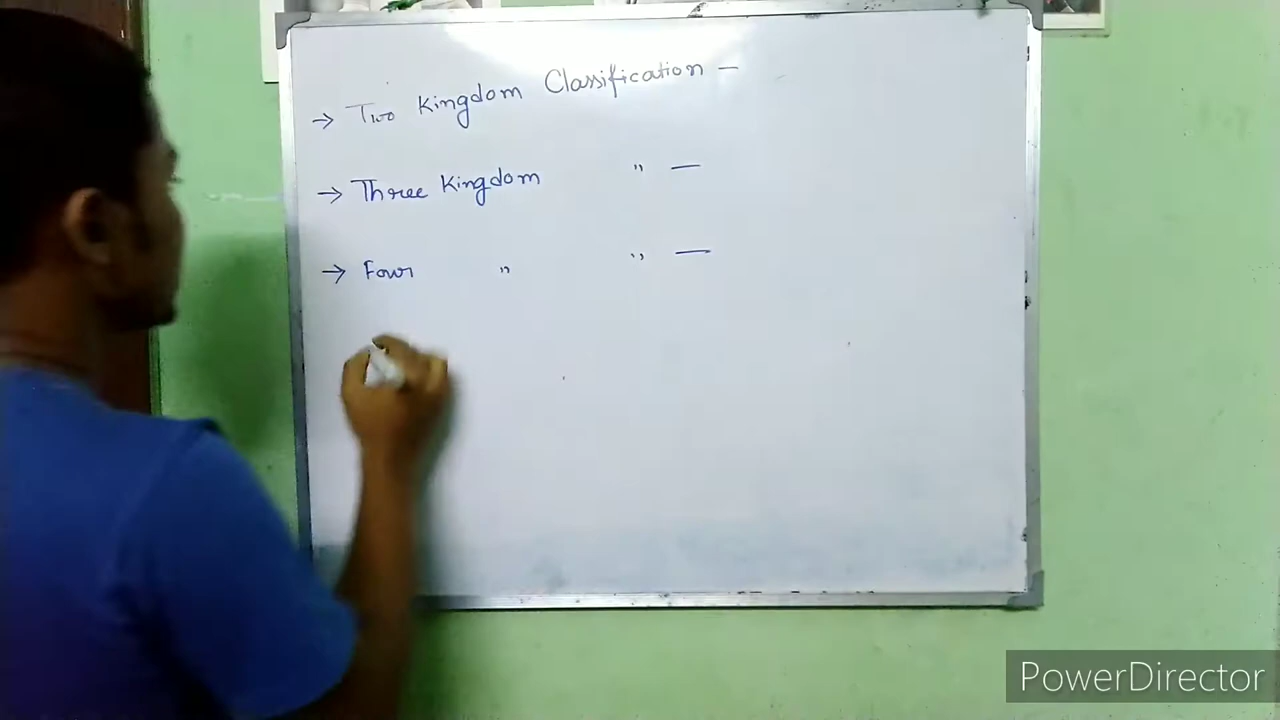 → Two Kingdom Classification —
→ Three Kingdom " —
→ Four " " —
PowerDirector